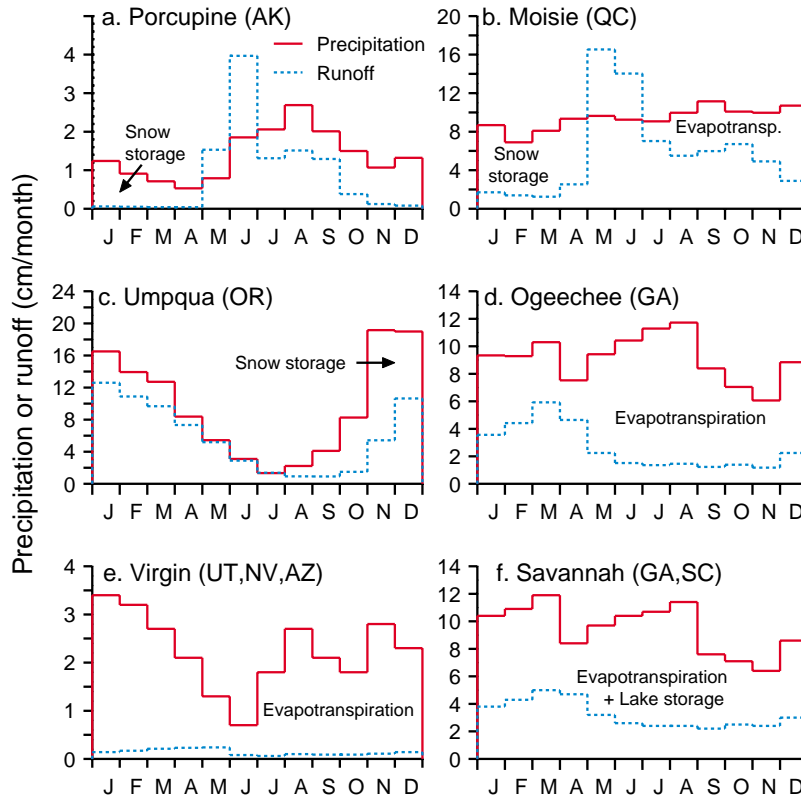 Precipitation or runoff (cm/month)
a. Porcupine (AK)
Precipitation
Runoff
Snow
storage
5
4
3
2
1
0
J F M A M J J A S O N D
b. Moisie (QC)
Evapotransp.
Snow
storage
20
16
12
8
4
0
J F M A M J J A S O N D
c. Umpqua (OR)
Snow storage
24
20
16
12
8
4
0
J F M A M J J A S O N D
d. Ogeechee (GA)
Evapotranspiration
14
12
10
8
6
4
2
0
J F M A M J J A S O N D
e. Virgin (UT,NV,AZ)
Evapotranspiration
4
3
2
1
0
J F M A M J J A S O N D
f. Savannah (GA,SC)
Evapotranspiration
+ Lake storage
14
12
10
8
6
4
2
0
J F M A M J J A S O N D